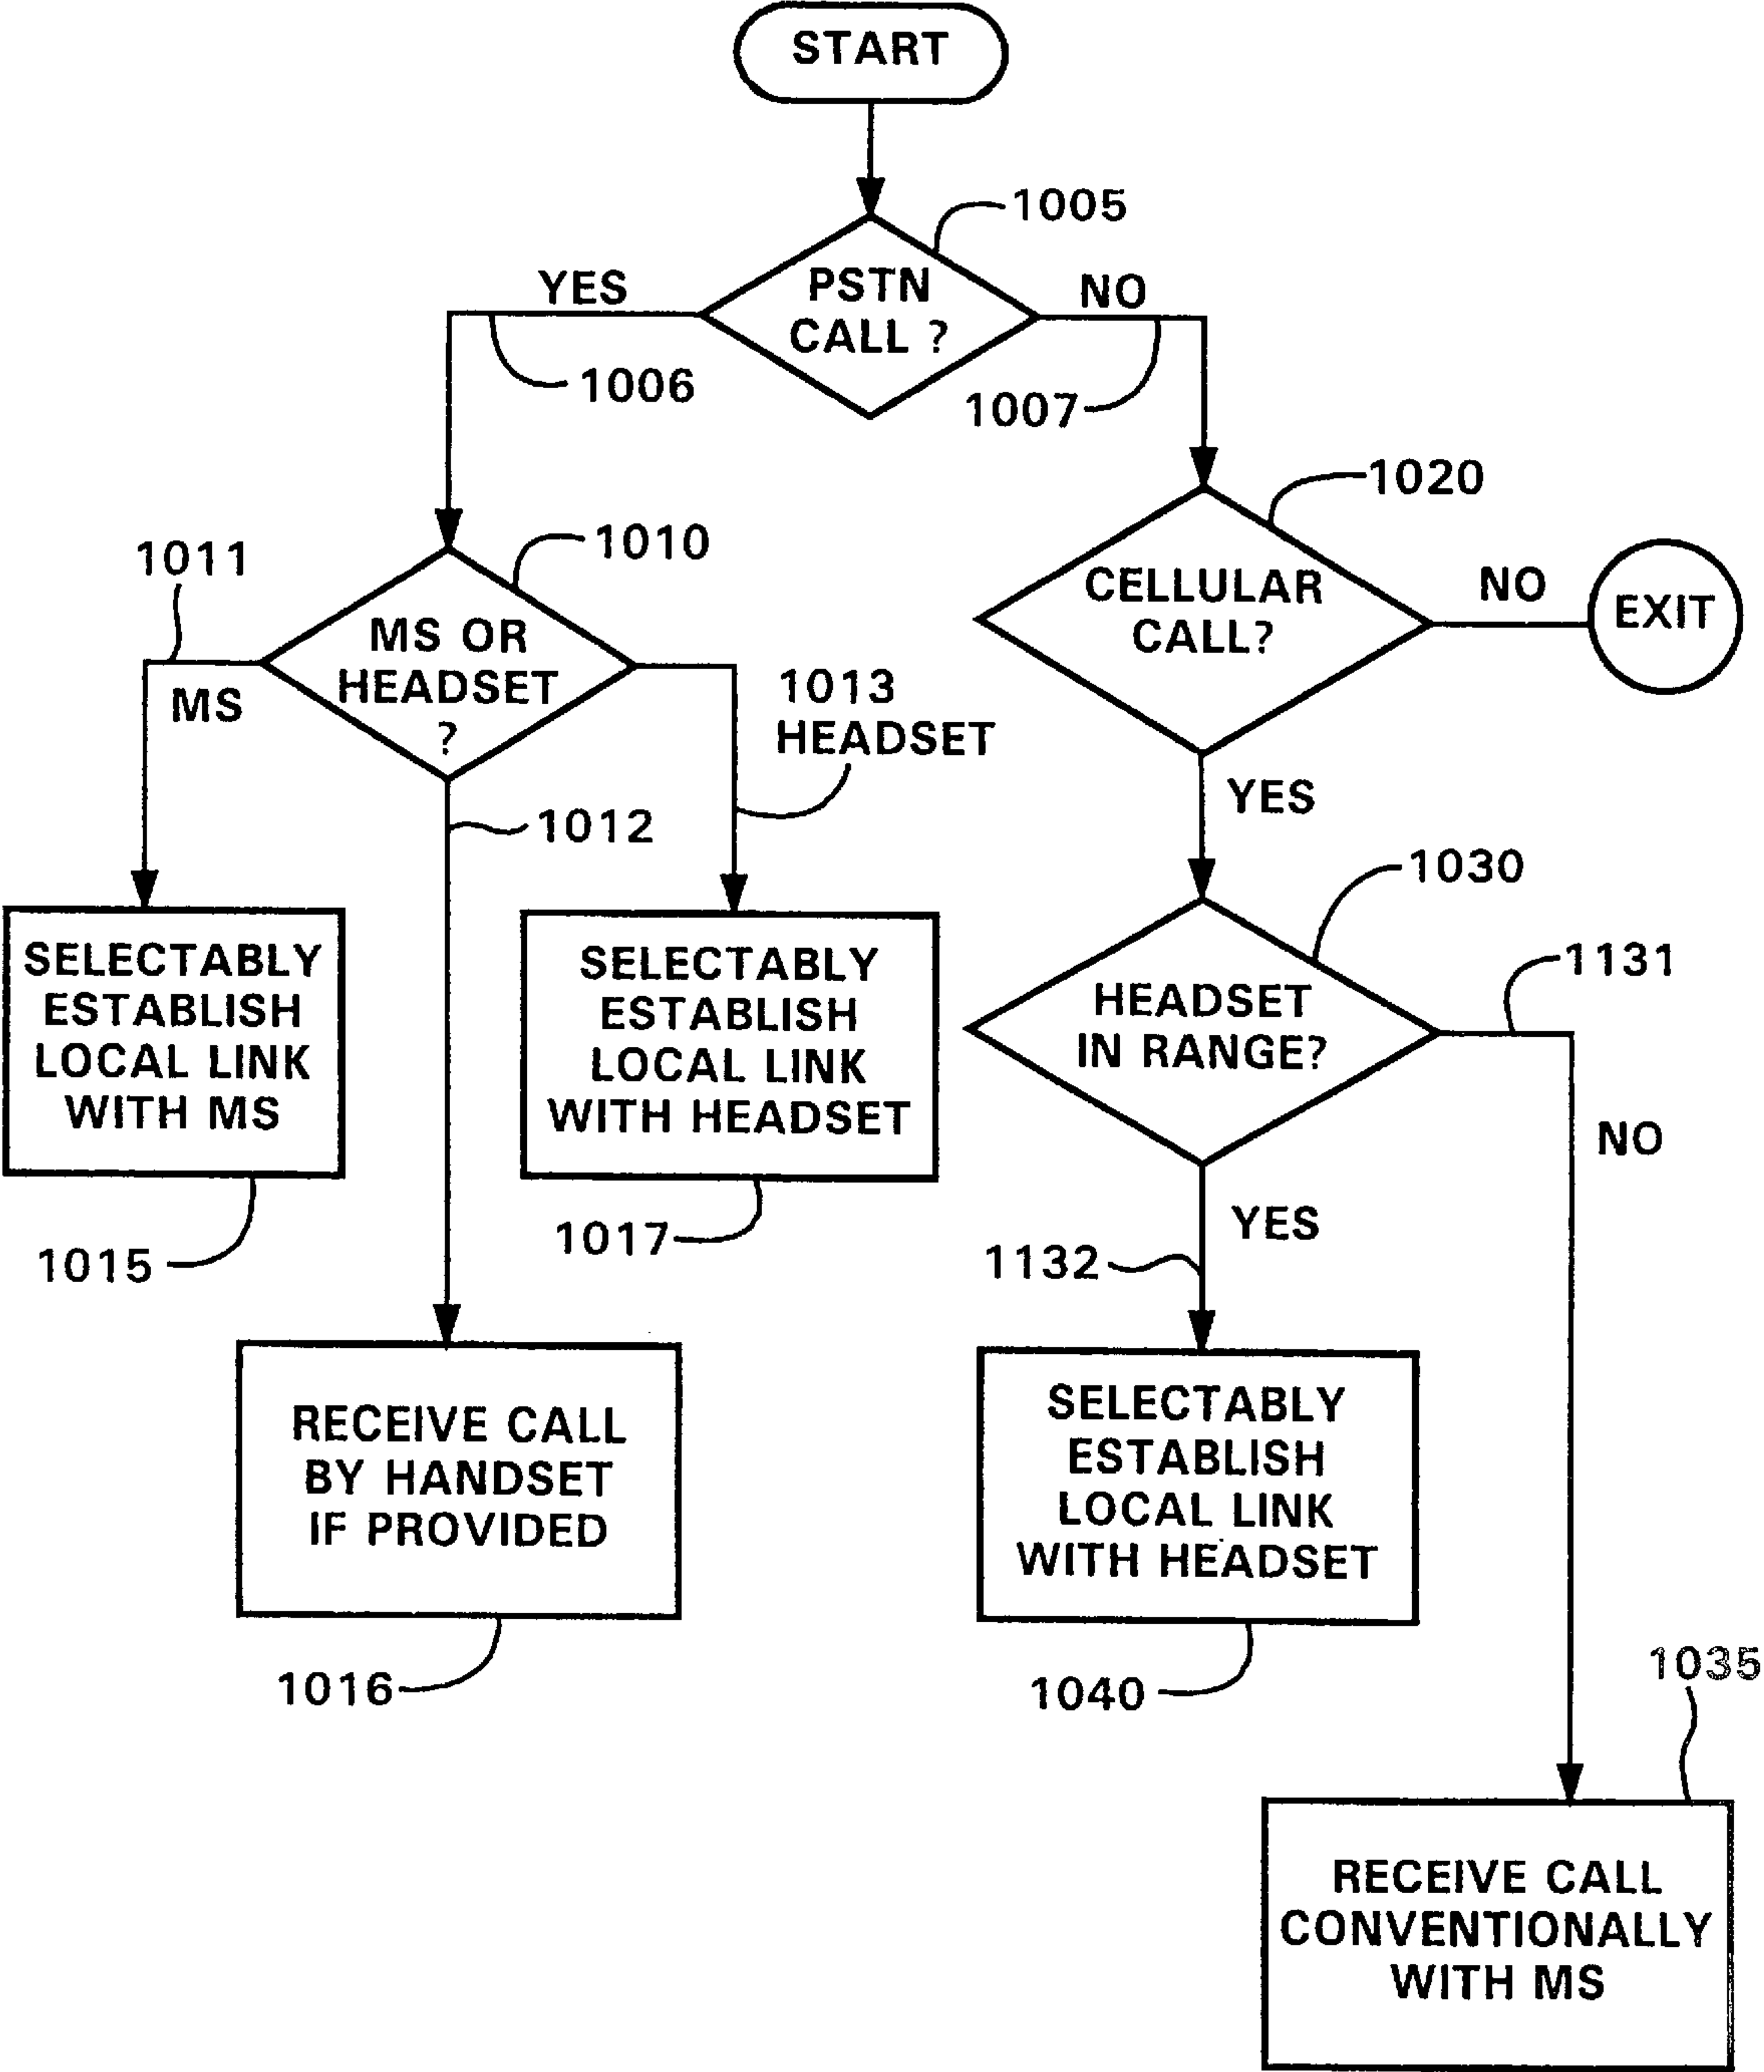 START
1005
PSTN
CALL ?
YES
NO
1006
1007
1020
1010
1011
CELLULAR
CALL?
NO
EXIT
MS OR
HEADSET
?
MS
1013
HEADSET
YES
1012
1030
1131
SELECTABLY
ESTABLISH
LOCAL LINK
WITH MS
SELECTABLY
ESTABLISH
LOCAL LINK
WITH HEADSET
HEADSET
IN RANGE?
NO
1015
1017
YES
1132
RECEIVE CALL
BY HANDSET
IF PROVIDED
SELECTABLY
ESTABLISH
LOCAL LINK
WITH HEADSET
1016
1040
1035
RECEIVE CALL
CONVENTIONALLY
WITH MS